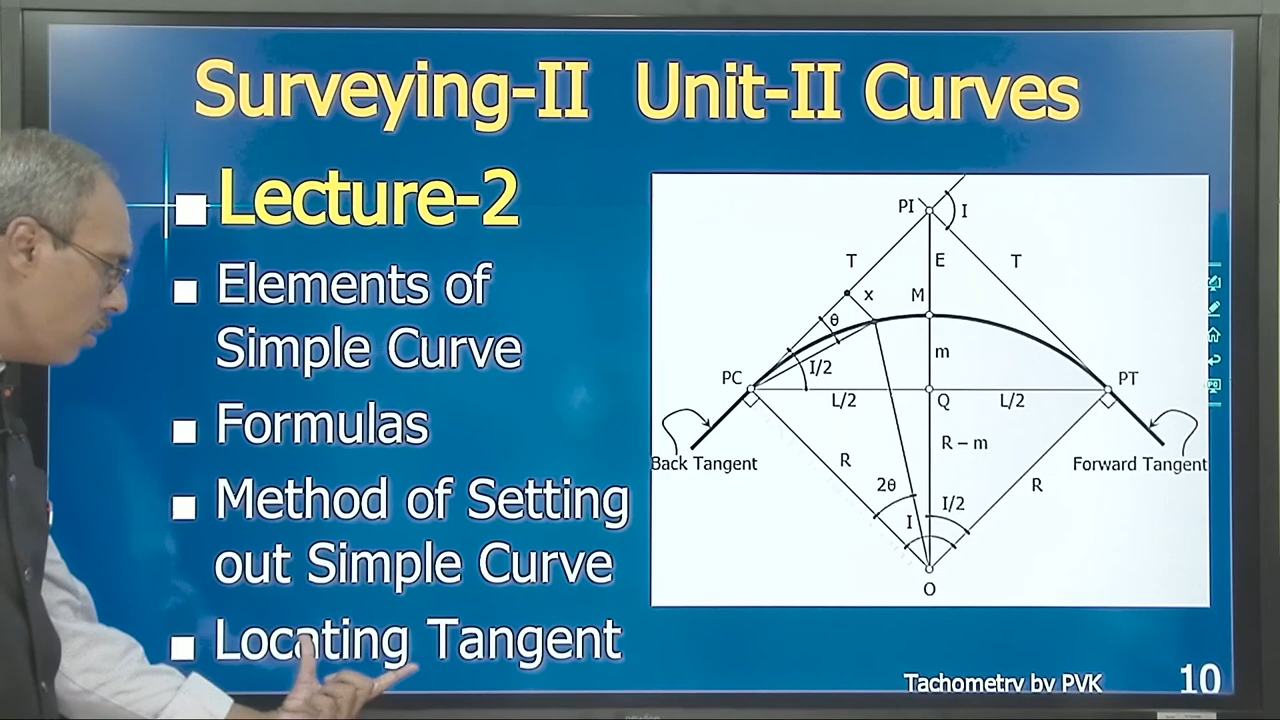 Surveying-II Unit-II Curves
Lecture-2
Elements of
Simple Curve
Formulas
Method of Setting
out Simple Curve
Locating Tangent
PI
I
T
E
T
x
M
θ
I/2
m
PC
PT
L/2
Q
L/2
R – m
Back Tangent
Forward Tangent
R
R
2θ
I/2
I
O
Tachometry by PVK
10